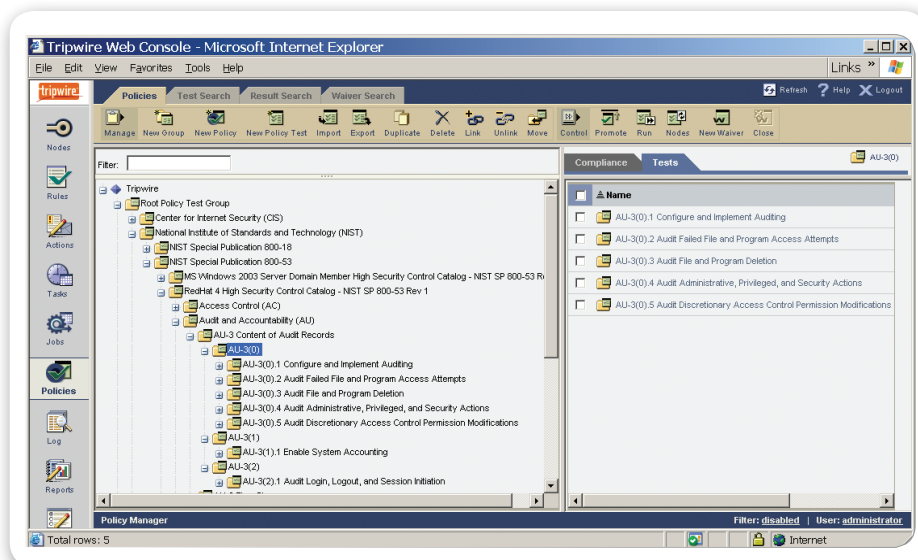 Tripwire Web Console - Microsoft Internet Explorer
File Edit View Favorites Tools Help
Links »
tripwire
Policies Test Search Result Search Waiver Search
Refresh ? Help Logout
Manage New Group New Policy New Policy Test Import Export Duplicate Delete Link Unlink Move Control Promote Run Nodes New Waiver Close
Nodes
Rules
Actions
Tasks
Jobs
Policies
Log
Reports
Filter:
Tripwire
Root Policy Test Group
Center for Internet Security (CIS)
National Institute of Standards and Technology (NIST)
NIST Special Publication 800-18
NIST Special Publication 800-53
MS Windows 2003 Server Domain Member High Security Control Catalog - NIST SP 800-53 R
RedHat 4 High Security Control Catalog - NIST SP 800-53 Rev 1
Access Control (AC)
Audit and Accountability (AU)
AU-3 Content of Audit Records
AU-3(0)
AU-3(0).1 Configure and Implement Auditing
AU-3(0).2 Audit Failed File and Program Access Attempts
AU-3(0).3 Audit File and Program Deletion
AU-3(0).4 Audit Administrative, Privileged, and Security Actions
AU-3(0).5 Audit Discretionary Access Control Permission Modifications
AU-3(1)
AU-3(1).1 Enable System Accounting
AU-3(2)
AU-3(2).1 Audit Login, Logout, and Session Initiation
Compliance Tests
AU-3(0)
Name
AU-3(0).1 Configure and Implement Auditing
AU-3(0).2 Audit Failed File and Program Access Attempts
AU-3(0).3 Audit File and Program Deletion
AU-3(0).4 Audit Administrative, Privileged, and Security Actions
AU-3(0).5 Audit Discretionary Access Control Permission Modifications
Policy Manager
Filter: disabled | User: administrator
Total rows: 5
Internet